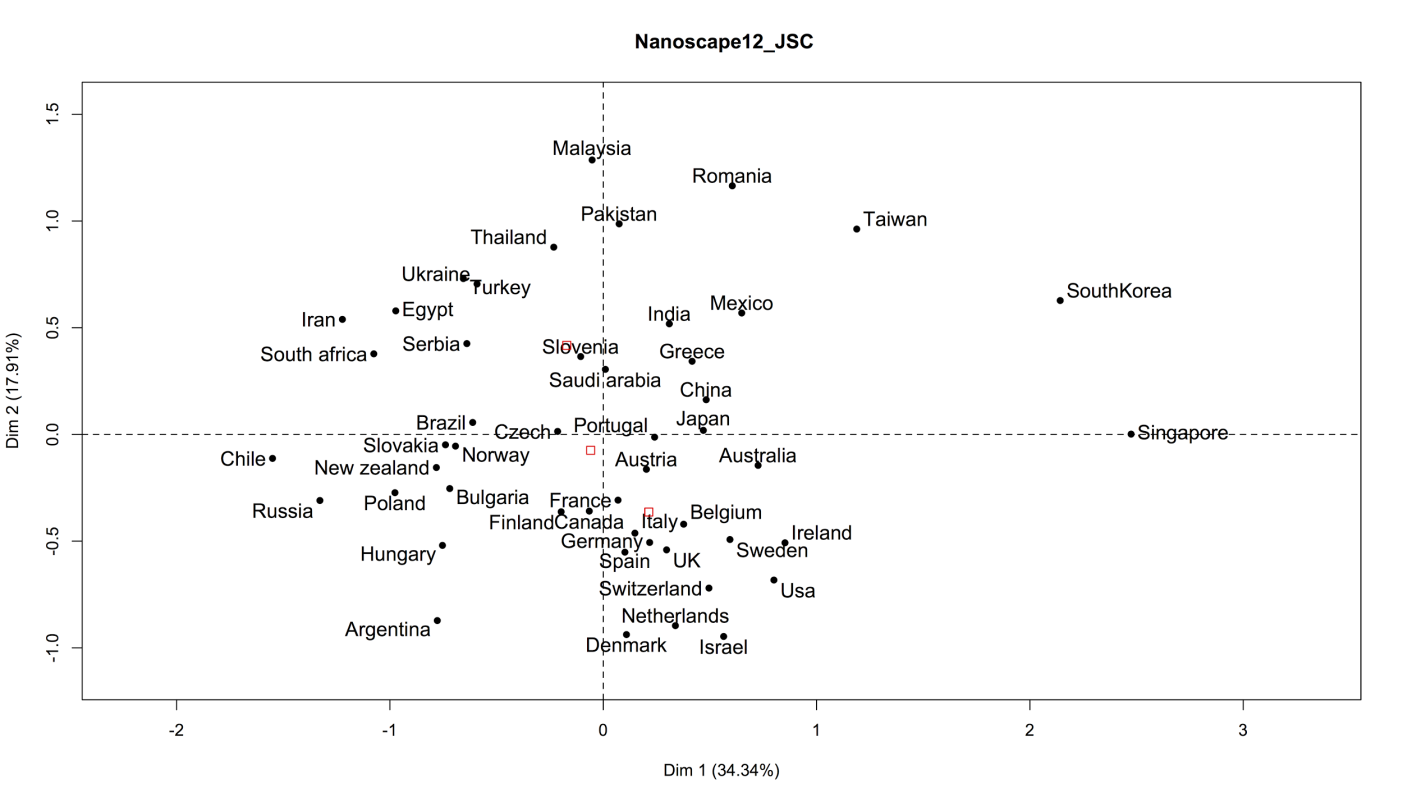 Nanoscape12_JSC
1.5
1.0
0.5
0.0
-0.5
-1.0
Dim 2 (17.91%)
Malaysia
Romania
Pakistan
Taiwan
Thailand
Ukraine
Turkey
SouthKorea
Egypt
Mexico
Iran
India
Serbia
Slovenia
South africa
Greece
Saudi arabia
China
Brazil
Japan
Czech
Portugal
Singapore
Slovakia
Norway
Australia
Chile
Austria
New zealand
Bulgaria
Poland
France
Russia
Belgium
Finland
Canada
Italy
Ireland
Germany
Sweden
Hungary
Spain
UK
Switzerland
Usa
Netherlands
Argentina
Denmark
Israel
-2
-1
0
1
2
3
Dim 1 (34.34%)